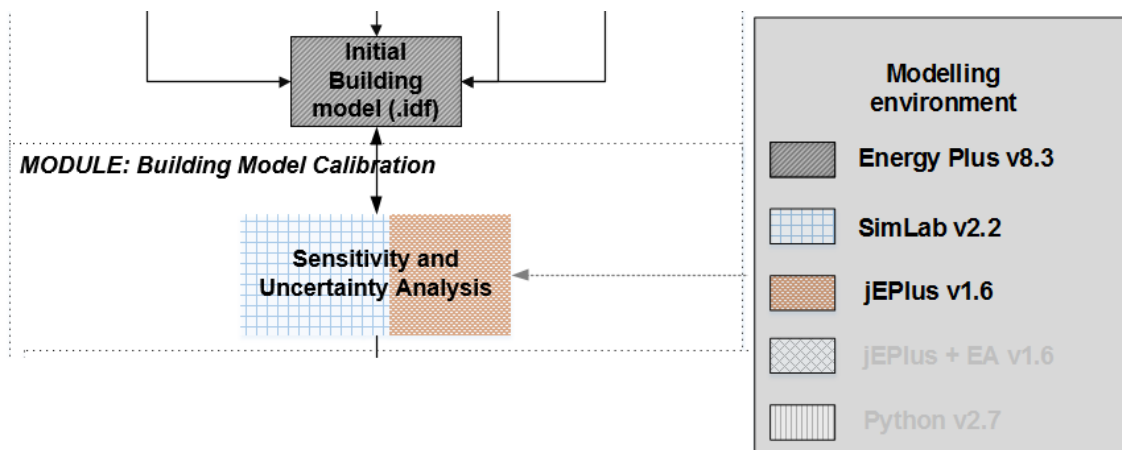 Initial
Building
model (.idf)
MODULE: Building Model Calibration
Sensitivity and
Uncertainty Analysis
Modelling
environment
Energy Plus v8.3
SimLab v2.2
jEPlus v1.6
jEPlus + EA v1.6
Python v2.7